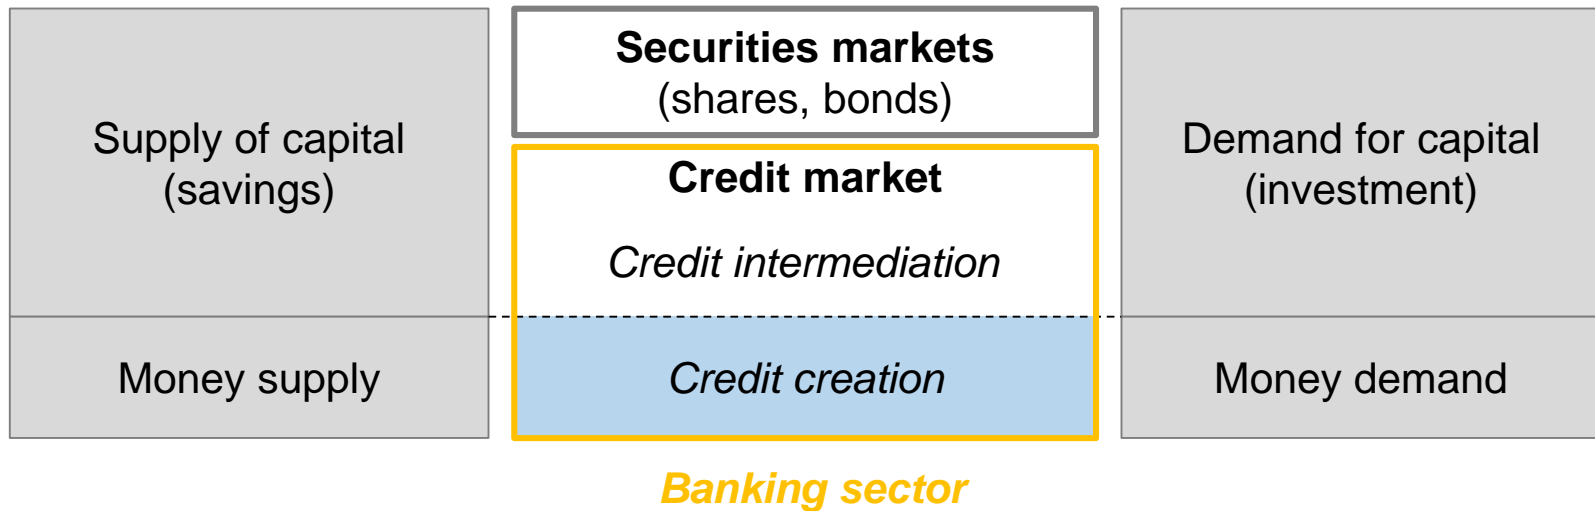 Supply of capital
(savings)
Money supply
Securities markets
(shares, bonds)
Credit market
Credit intermediation
Credit creation
Banking sector
Demand for capital
(investment)
Money demand